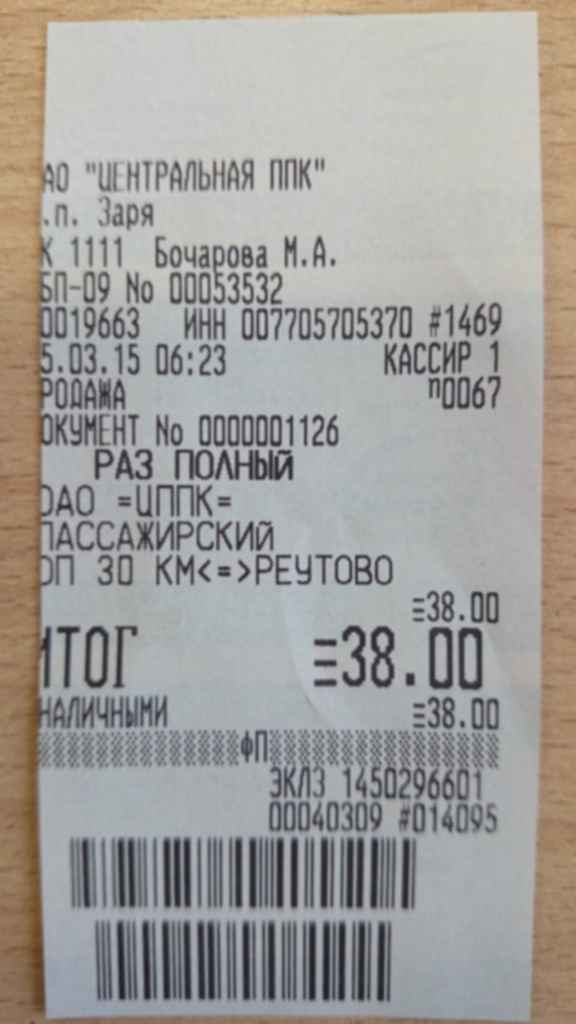 АО "ЦЕНТРАЛЬНАЯ ППК"
.п. Заря
К 1111 Бочарова М.А.
БП-09 No 00053532
0019663 ИНН 007705705370 #1469
5.03.15 06:23 КАССИР 1
РОДАЖА п0067
ОКУМЕНТ No 0000001126
РАЗ ПОЛНЫЙ
ОАО =ЦППК=
ПАССАЖИРСКИЙ
ОП 30 КМ<=>РЕУТОВО
≡38.00
ИТОГ ≡38.00
НАЛИЧНЫМИ ≡38.00
ФП
ЭКЛЗ 1450296601
00040309 #014095